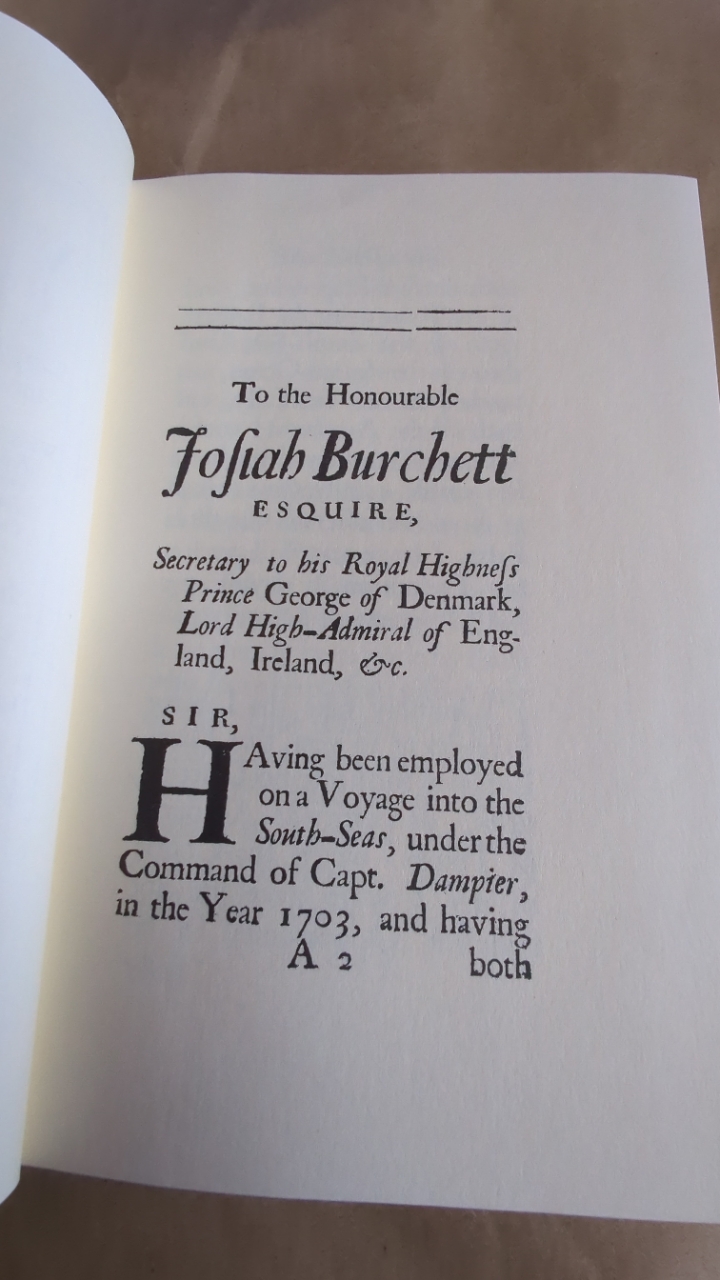 To the Honourable
Joſiah Burchett
ESQUIRE,
Secretary to his Royal Highneſs
Prince George of Denmark,
Lord High-Admiral of Eng-
land, Ireland, &c.
SIR,
HAving been employed
on a Voyage into the
South-Seas, under the
Command of Capt. Dampier,
in the Year 1703, and having
A 2 both